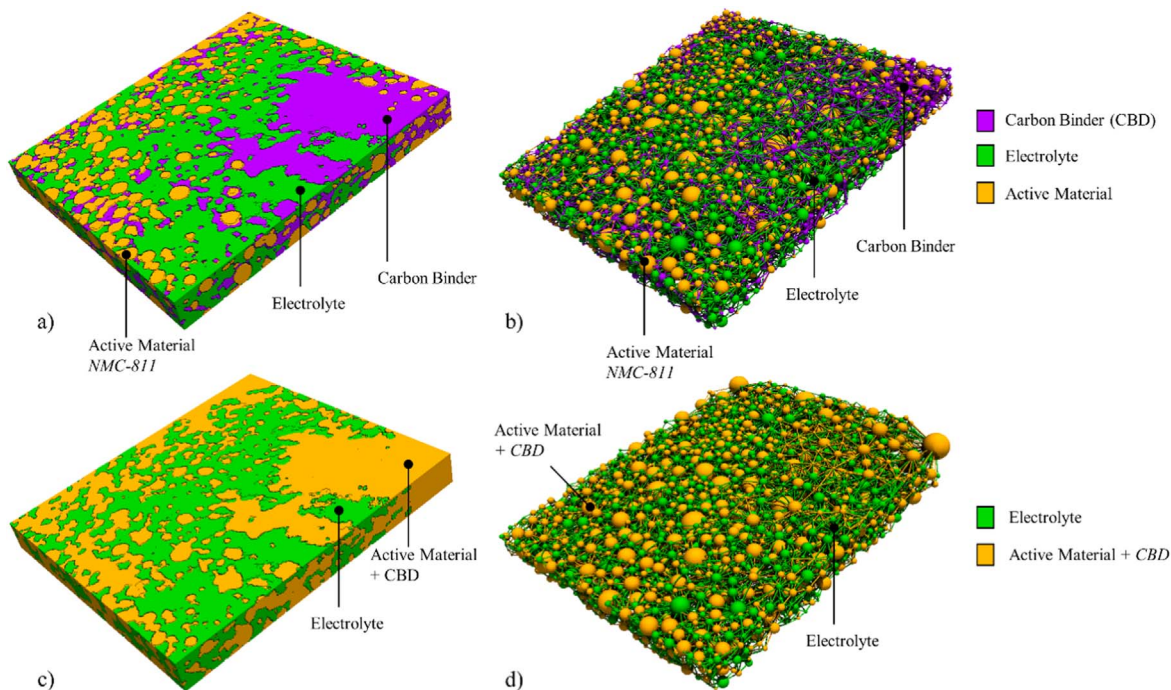 a)
Active Material
NMC-811
Electrolyte
Carbon Binder
b)
Active Material
NMC-811
Electrolyte
Carbon Binder
Carbon Binder (CBD)
Electrolyte
Active Material
c)
Active Material
+ CBD
Electrolyte
d)
Active Material
+ CBD
Electrolyte
Electrolyte
Active Material + CBD